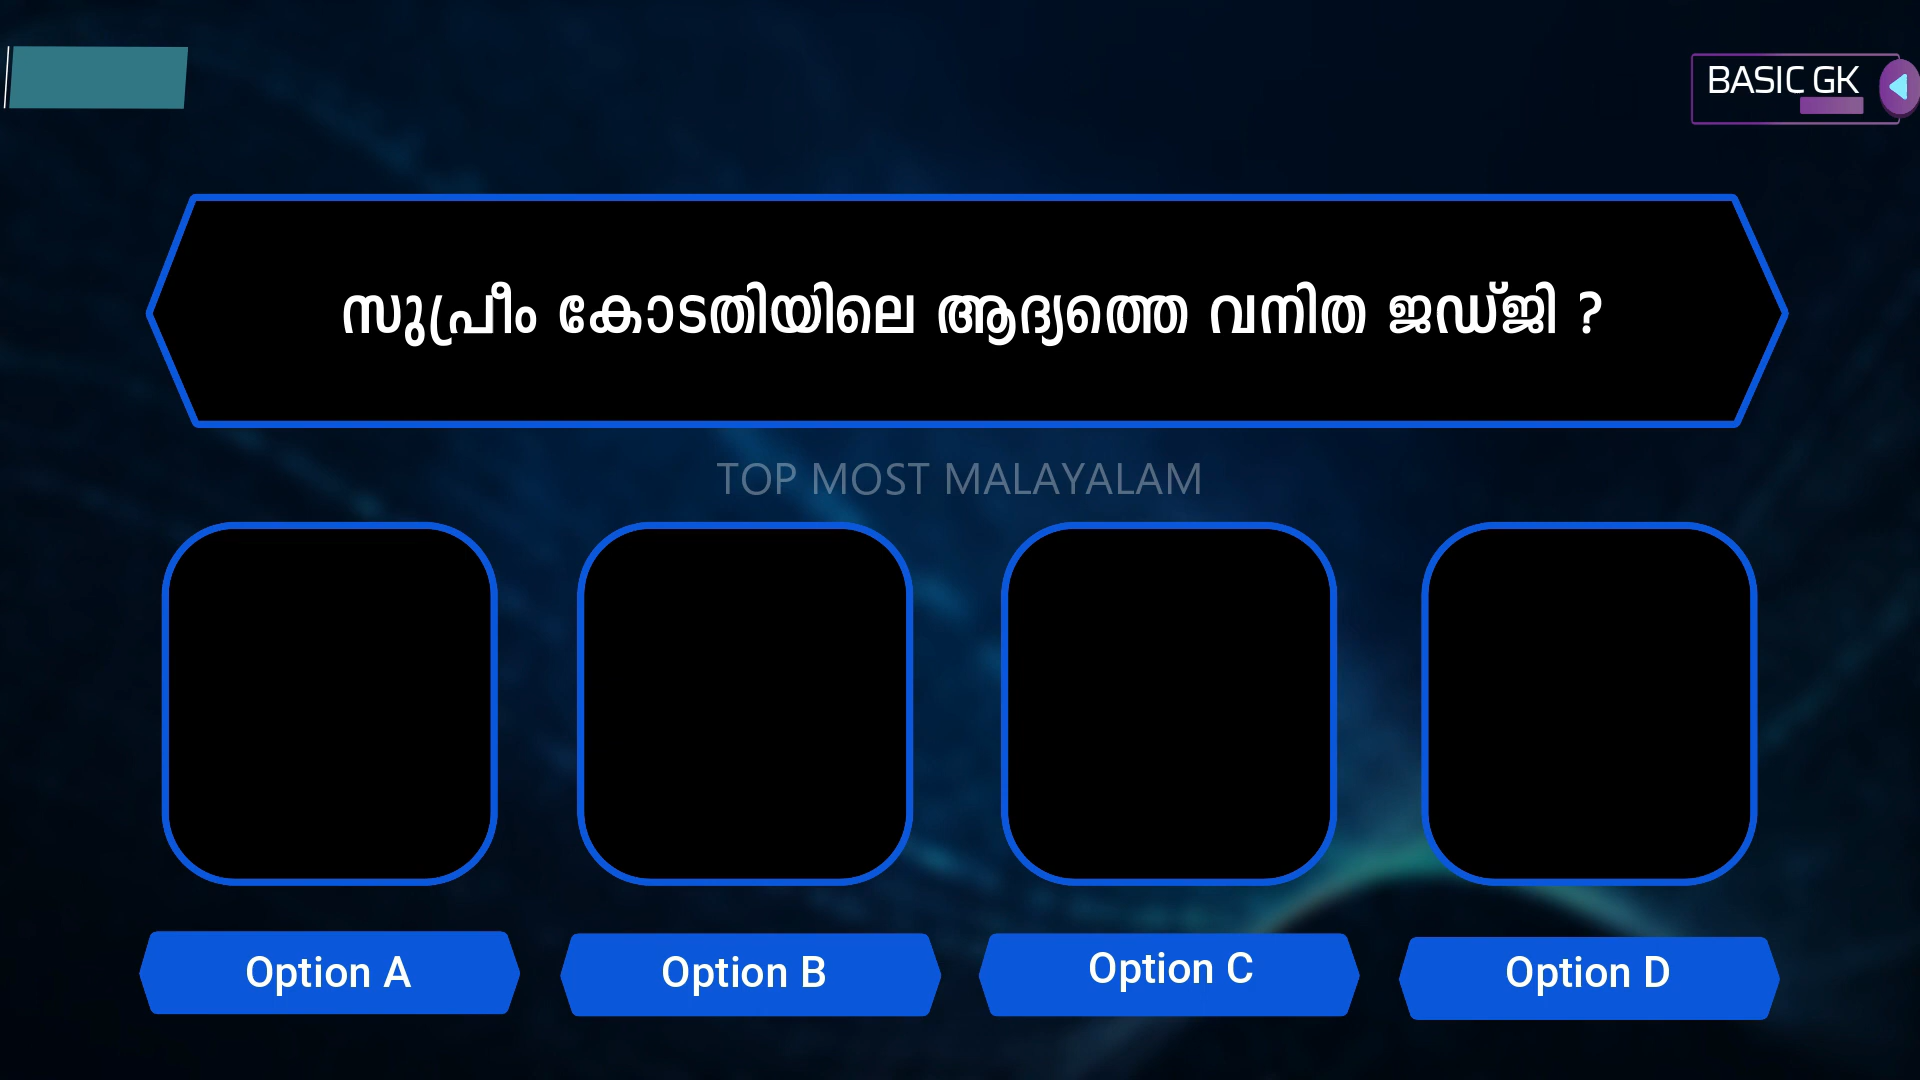 BASIC GK
സുപ്രീം കോടതിയിലെ ആദ്യത്തെ വനിത ജഡ്ജി ?
TOP MOST MALAYALAM
Option A
Option B
Option C
Option D